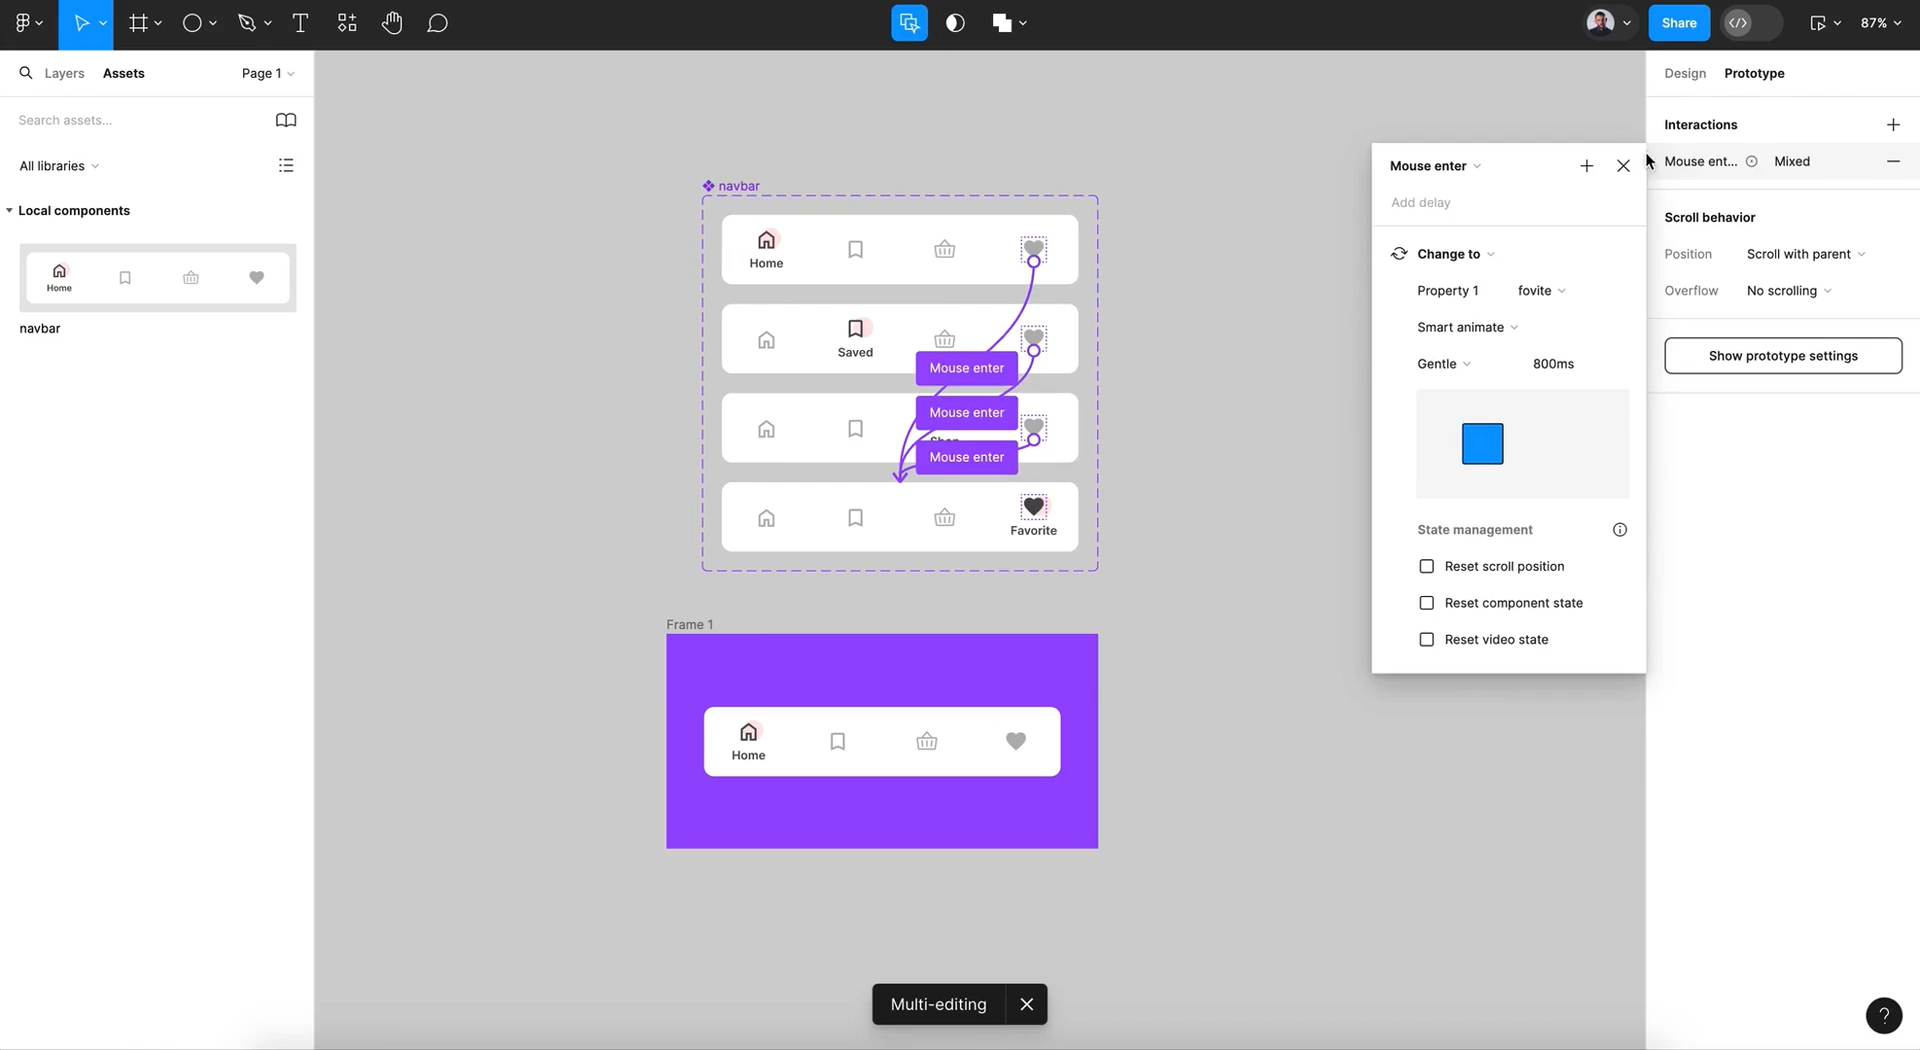 Share
87%
Layers
Assets
Page 1
Search assets...
All libraries
Local components
Home
navbar
navbar
Home
Saved
Mouse enter
Mouse enter
Shop
Mouse enter
Favorite
Frame 1
Home
Multi-editing
Mouse enter
Add delay
Change to
Property 1
fovite
Smart animate
Gentle
800ms
State management
Reset scroll position
Reset component state
Reset video state
Design
Prototype
Interactions
Mouse ent...
Mixed
Scroll behavior
Position
Scroll with parent
Overflow
No scrolling
Show prototype settings
?